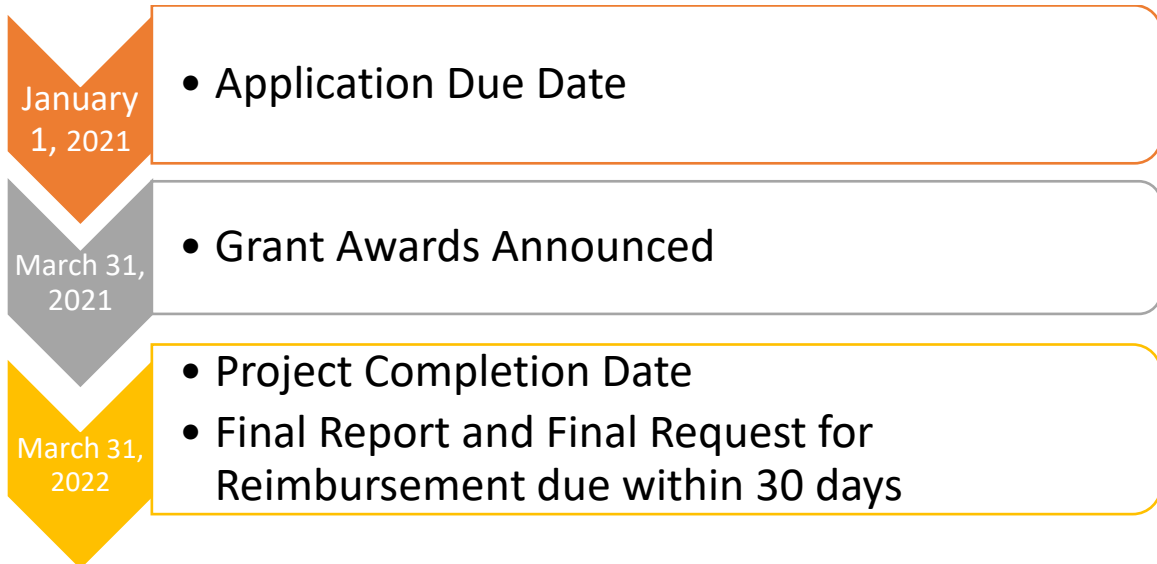 January
1, 2021
• Application Due Date
March 31,
2021
• Grant Awards Announced
March 31,
2022
• Project Completion Date
• Final Report and Final Request for
Reimbursement due within 30 days